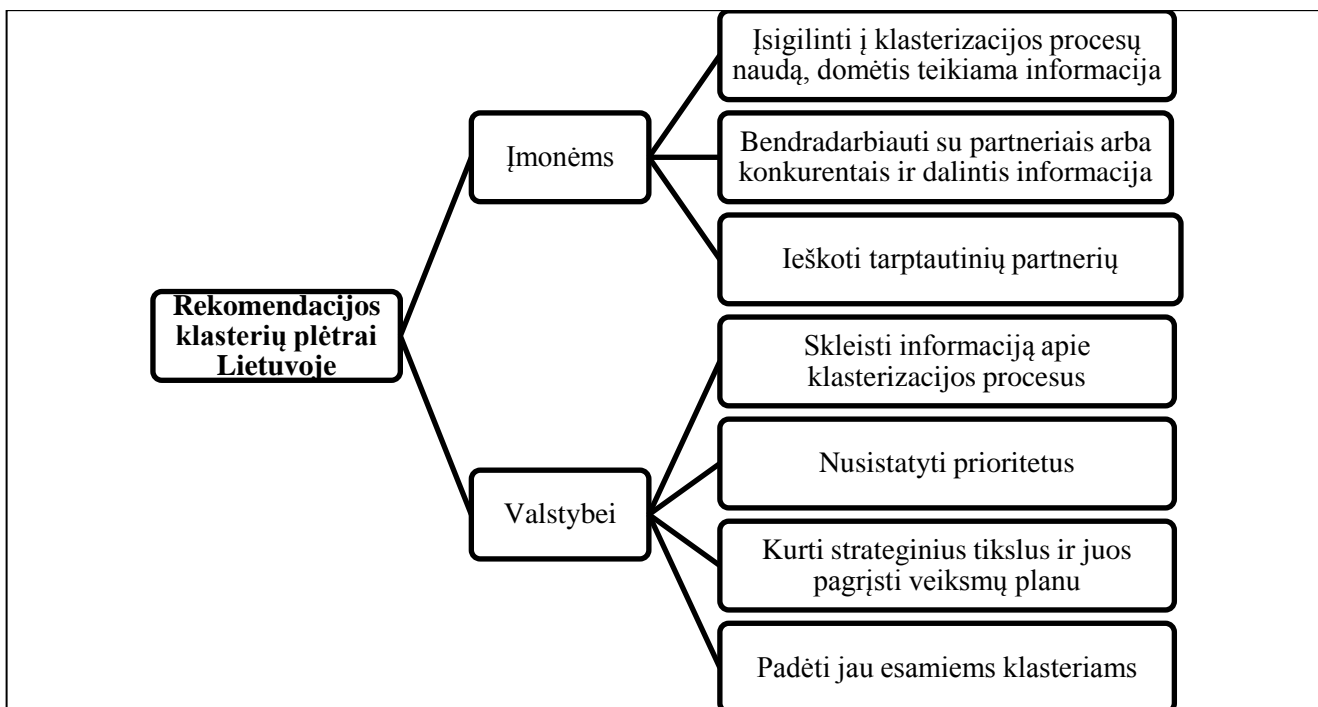 Rekomendacijos
klasterių plėtrai
Lietuvoje
Įmonėms
Įsigilinti į klasterizacijos procesų
naudą, domėtis teikiama informacija
Bendradarbiauti su partneriais arba
konkurentais ir dalintis informacija
Ieškoti tarptautinių partnerių
Valstybei
Skleisti informaciją apie
klasterizacijos procesus
Nusistatyti prioritetus
Kurti strateginius tikslus ir juos
pagrįsti veiksmų planu
Padėti jau esamiems klasteriams